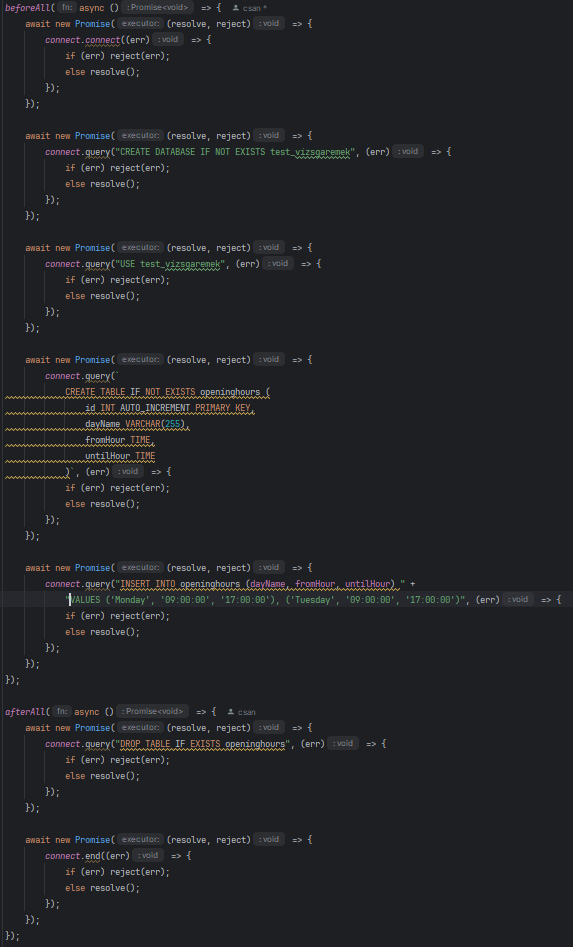 beforeAll( fn: async () :Promise<void> => { csan *
    await new Promise( executor: (resolve, reject) :void => {
        connect.connect((err) :void => {
            if (err) reject(err);
            else resolve();
        });
    });

    await new Promise( executor: (resolve, reject) :void => {
        connect.query("CREATE DATABASE IF NOT EXISTS test_vizsgaremek", (err) :void => {
            if (err) reject(err);
            else resolve();
        });
    });

    await new Promise( executor: (resolve, reject) :void => {
        connect.query("USE test_vizsgaremek", (err) :void => {
            if (err) reject(err);
            else resolve();
        });
    });

    await new Promise( executor: (resolve, reject) :void => {
        connect.query(`
            CREATE TABLE IF NOT EXISTS openinghours (
                id INT AUTO_INCREMENT PRIMARY KEY,
                dayName VARCHAR(255),
                fromHour TIME,
                untilHour TIME
            )`, (err) :void => {
            if (err) reject(err);
            else resolve();
        });
    });

    await new Promise( executor: (resolve, reject) :void => {
        connect.query("INSERT INTO openinghours (dayName, fromHour, untilHour) " +
            "VALUES ('Monday', '09:00:00', '17:00:00'), ('Tuesday', '09:00:00', '17:00:00')", (err) :void => {
            if (err) reject(err);
            else resolve();
        });
    });
});

afterAll( fn: async () :Promise<void> => { csan
    await new Promise( executor: (resolve, reject) :void => {
        connect.query("DROP TABLE IF EXISTS openinghours", (err) :void => {
            if (err) reject(err);
            else resolve();
        });
    });

    await new Promise( executor: (resolve, reject) :void => {
        connect.end((err) :void => {
            if (err) reject(err);
            else resolve();
        });
    });
});